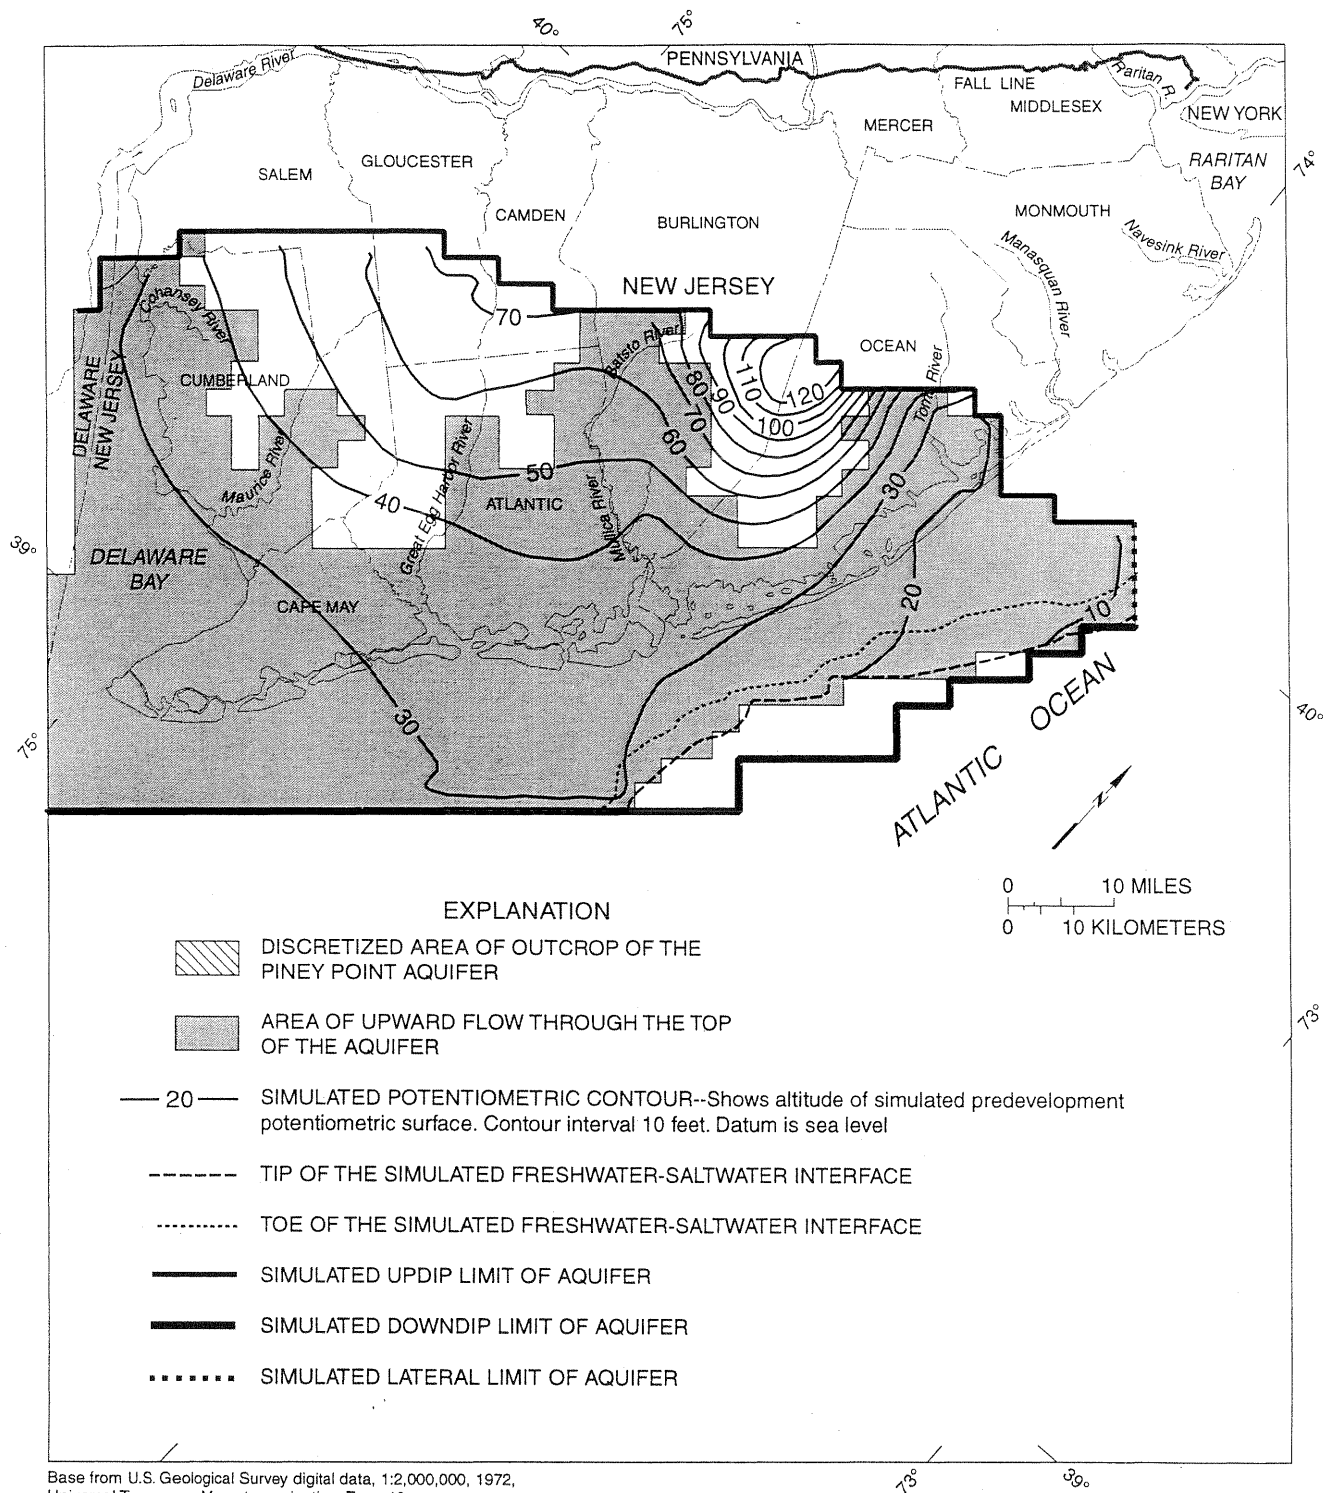 40°
75°
PENNSYLVANIA
Delaware River
FALL LINE
Raritan R.
MIDDLESEX
NEW YORK
MERCER
GLOUCESTER
SALEM
RARITAN
BAY
74°
CAMDEN
BURLINGTON
MONMOUTH
Navesink River
Manasquan River
NEW JERSEY
Cohansey River
70
Batsto River
OCEAN
Toms River
DELAWARE
NEW JERSEY
CUMBERLAND
80
90
110
120
70
100
60
Maurice River
Great Egg Harbor River
50
40
ATLANTIC
Mullica River
30
39°
DELAWARE
BAY
CAPE MAY
20
10
30
75°
ATLANTIC OCEAN
40°
N
0 10 MILES
0 10 KILOMETERS
EXPLANATION
DISCRETIZED AREA OF OUTCROP OF THE
PINEY POINT AQUIFER
AREA OF UPWARD FLOW THROUGH THE TOP
OF THE AQUIFER
73°
20
SIMULATED POTENTIOMETRIC CONTOUR--Shows altitude of simulated predevelopment
potentiometric surface. Contour interval 10 feet. Datum is sea level
TIP OF THE SIMULATED FRESHWATER-SALTWATER INTERFACE
TOE OF THE SIMULATED FRESHWATER-SALTWATER INTERFACE
SIMULATED UPDIP LIMIT OF AQUIFER
SIMULATED DOWNDIP LIMIT OF AQUIFER
SIMULATED LATERAL LIMIT OF AQUIFER
73°
39°
Base from U.S. Geological Survey digital data, 1:2,000,000, 1972,